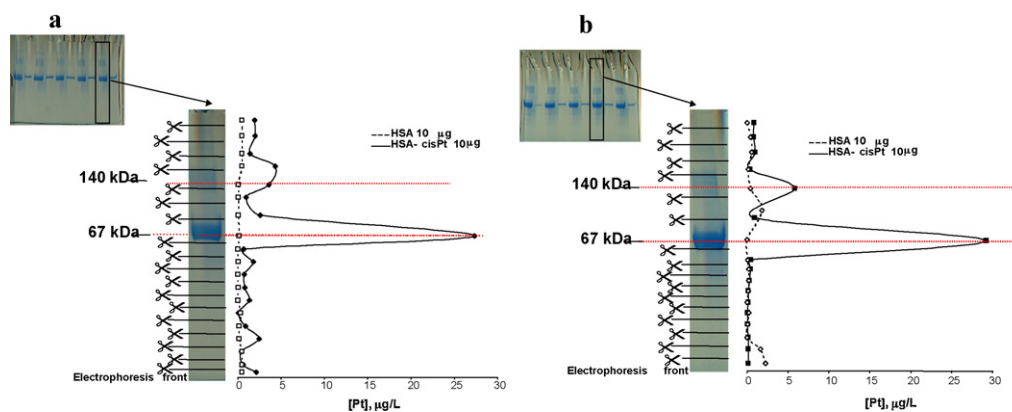 a
HSA 10 µg
HSA- cisPt 10µg
140 kDa
67 kDa
Electrophoresis front
0 5 10 15 20 25 30
[Pt], µg/L
b
HSA 10 µg
HSA- cisPt 10µg
140 kDa
67 kDa
Electrophoresis front
0 5 10 15 20 25 30
[Pt], µg/L